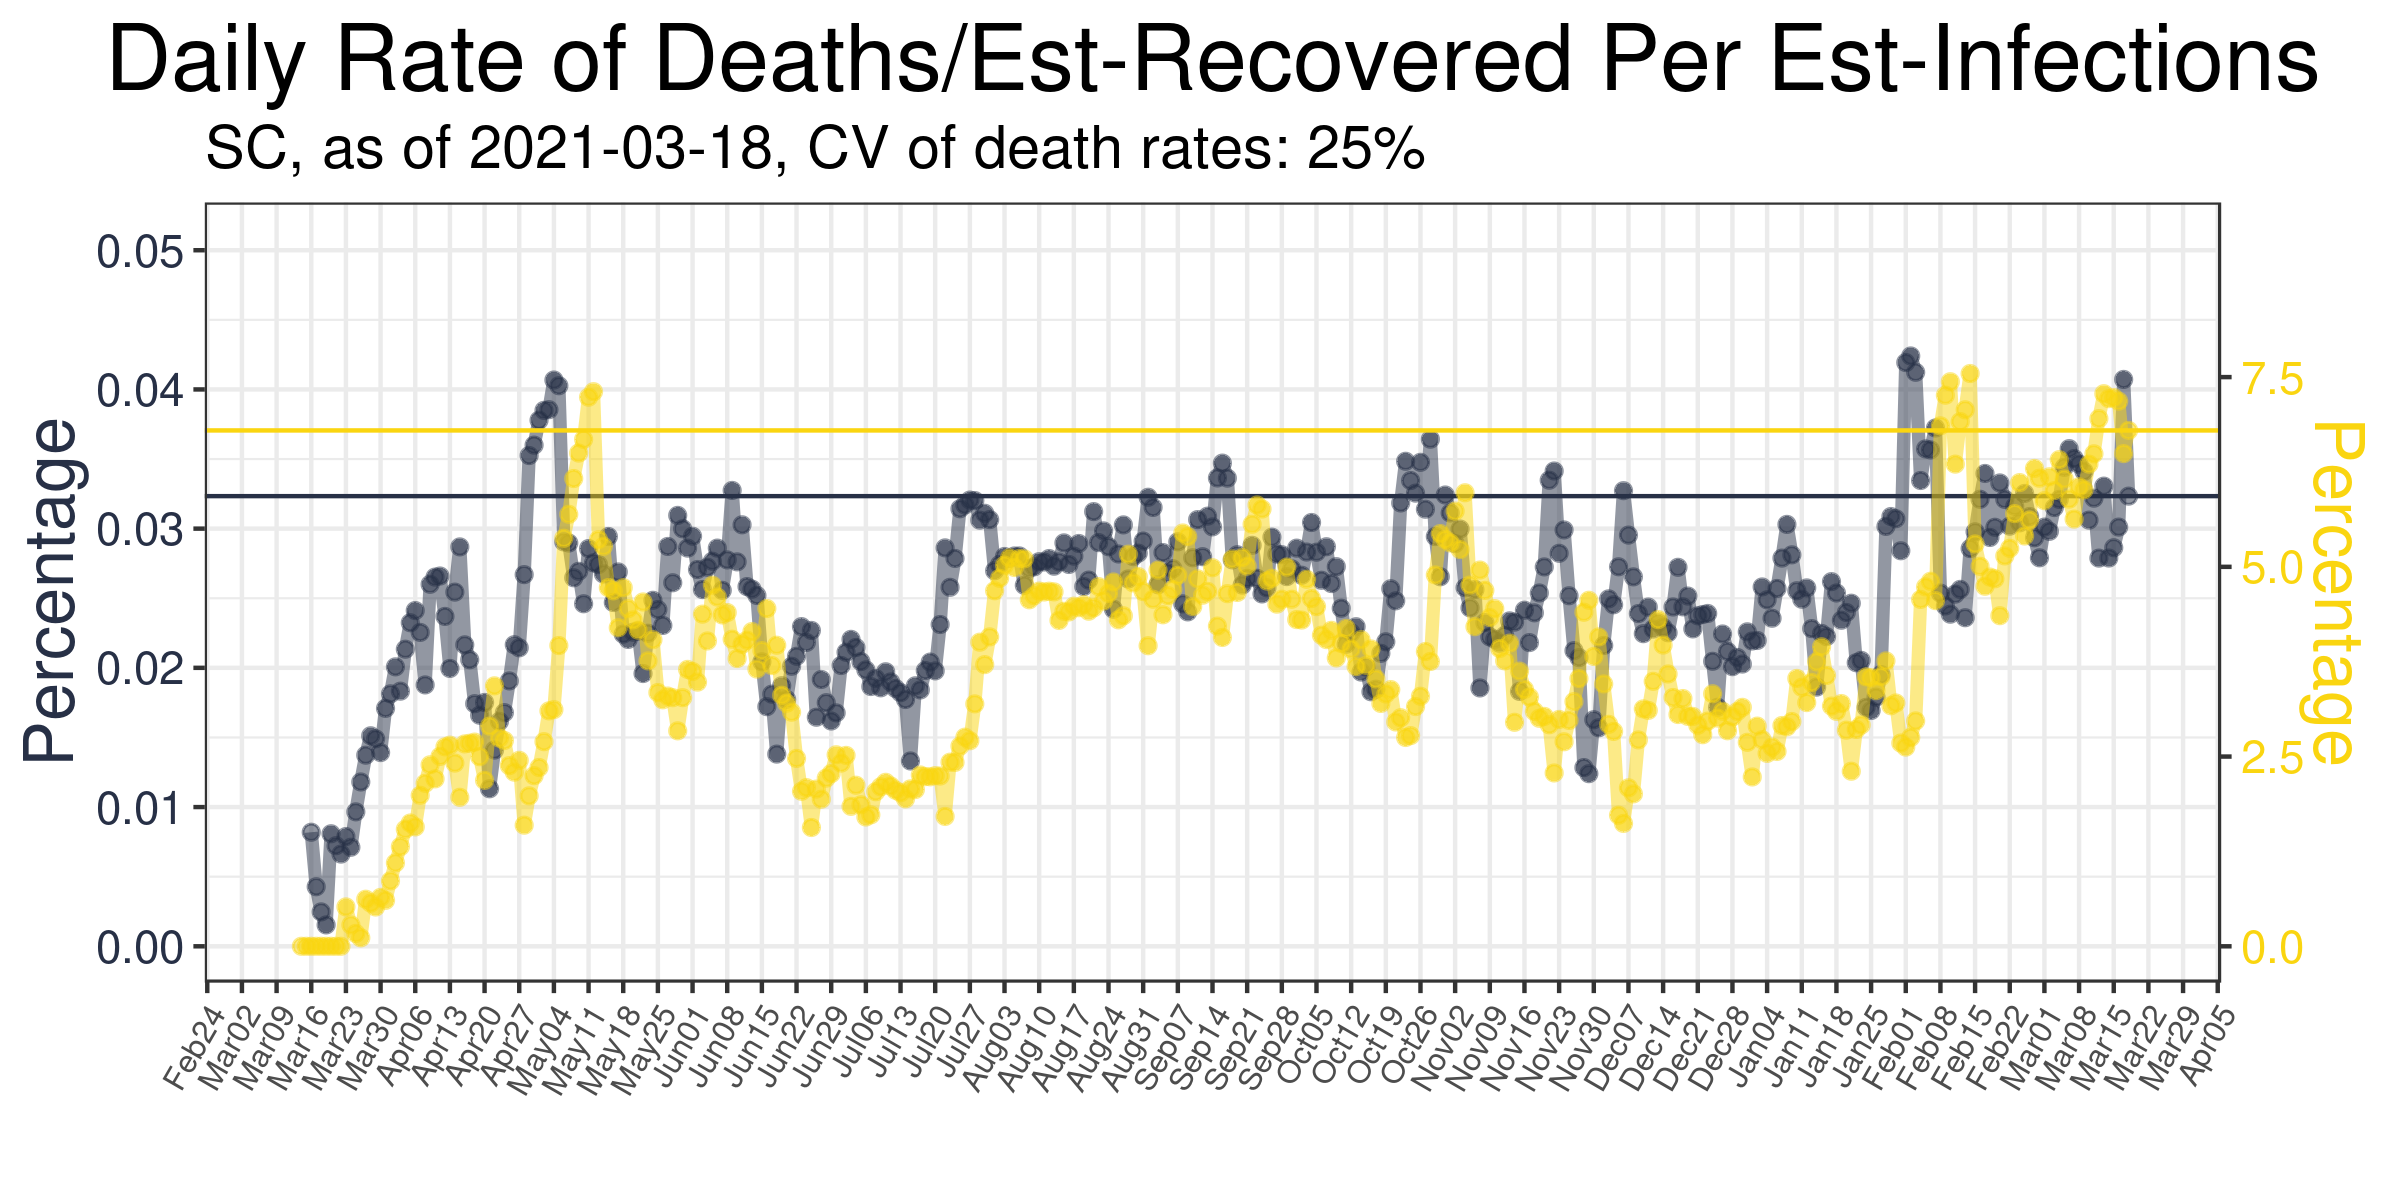 Daily Rate of Deaths/Est-Recovered Per Est-Infections
SC, as of 2021-03-18, CV of death rates: 25%
Percentage
0.05
0.04
0.03
0.02
0.01
0.00
7.5
5.0
2.5
0.0
Percentage
Feb24
Mar02
Mar09
Mar16
Mar23
Mar30
Apr06
Apr13
Apr20
Apr27
May04
May11
May18
May25
Jun01
Jun08
Jun15
Jun22
Jun29
Jul06
Jul13
Jul20
Jul27
Aug03
Aug10
Aug17
Aug24
Aug31
Sep07
Sep14
Sep21
Sep28
Oct05
Oct12
Oct19
Oct26
Nov02
Nov09
Nov16
Nov23
Nov30
Dec07
Dec14
Dec21
Dec28
Jan04
Jan11
Jan18
Jan25
Feb01
Feb08
Feb15
Feb22
Mar01
Mar08
Mar15
Mar22
Mar29
Apr05